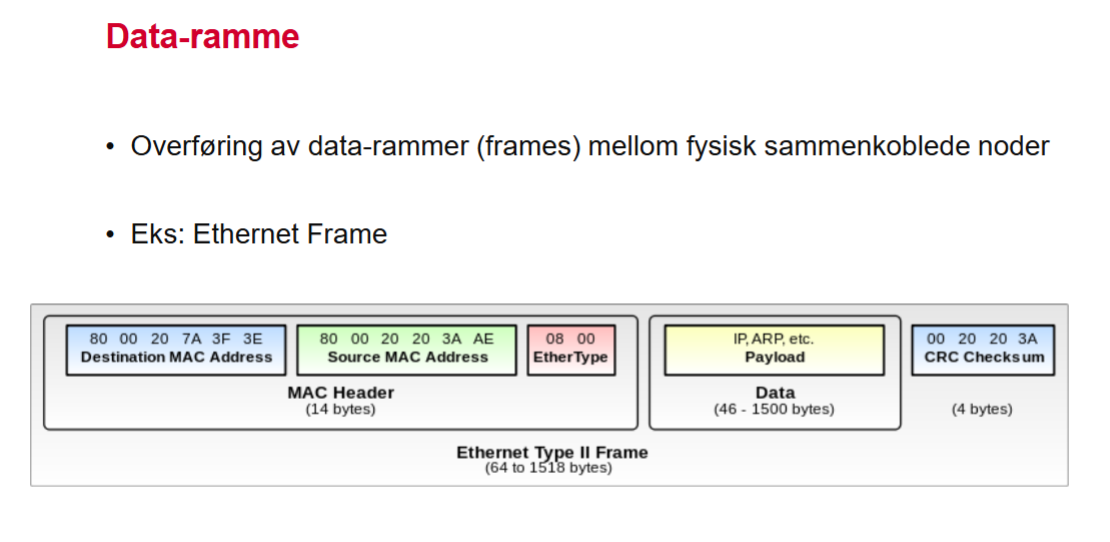 Data-ramme
• Overføring av data-rammer (frames) mellom fysisk sammenkoblede noder
• Eks: Ethernet Frame
80 00 20 7A 3F 3E
Destination MAC Address
80 00 20 20 3A AE
Source MAC Address
08 00
EtherType
MAC Header
(14 bytes)
IP, ARP, etc.
Payload
Data
(46 - 1500 bytes)
00 20 20 3A
CRC Checksum
(4 bytes)
Ethernet Type II Frame
(64 to 1518 bytes)